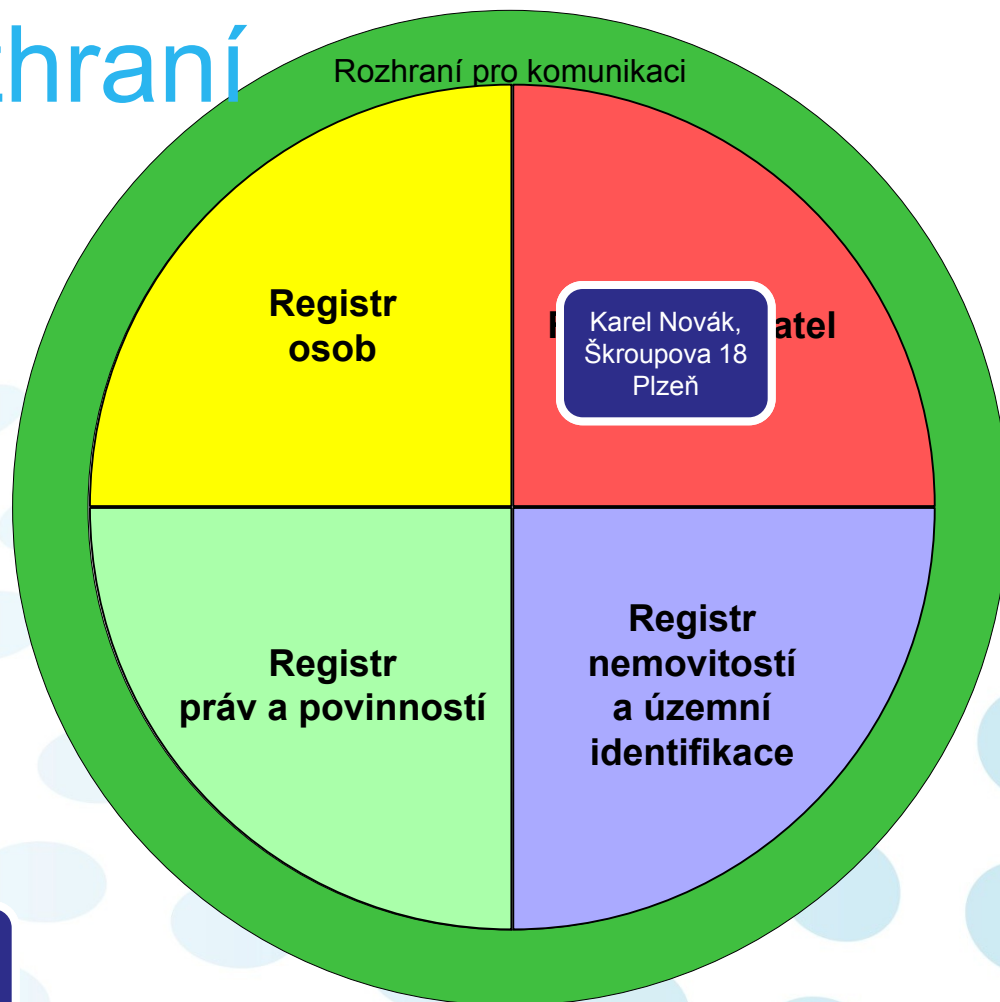 zhraní
Rozhraní pro komunikaci
Registr
osob
Karel Novák,
Škroupova 18
Plzeň
atel
Registr
práv a povinností
Registr
nemovitostí
a územní
identifikace